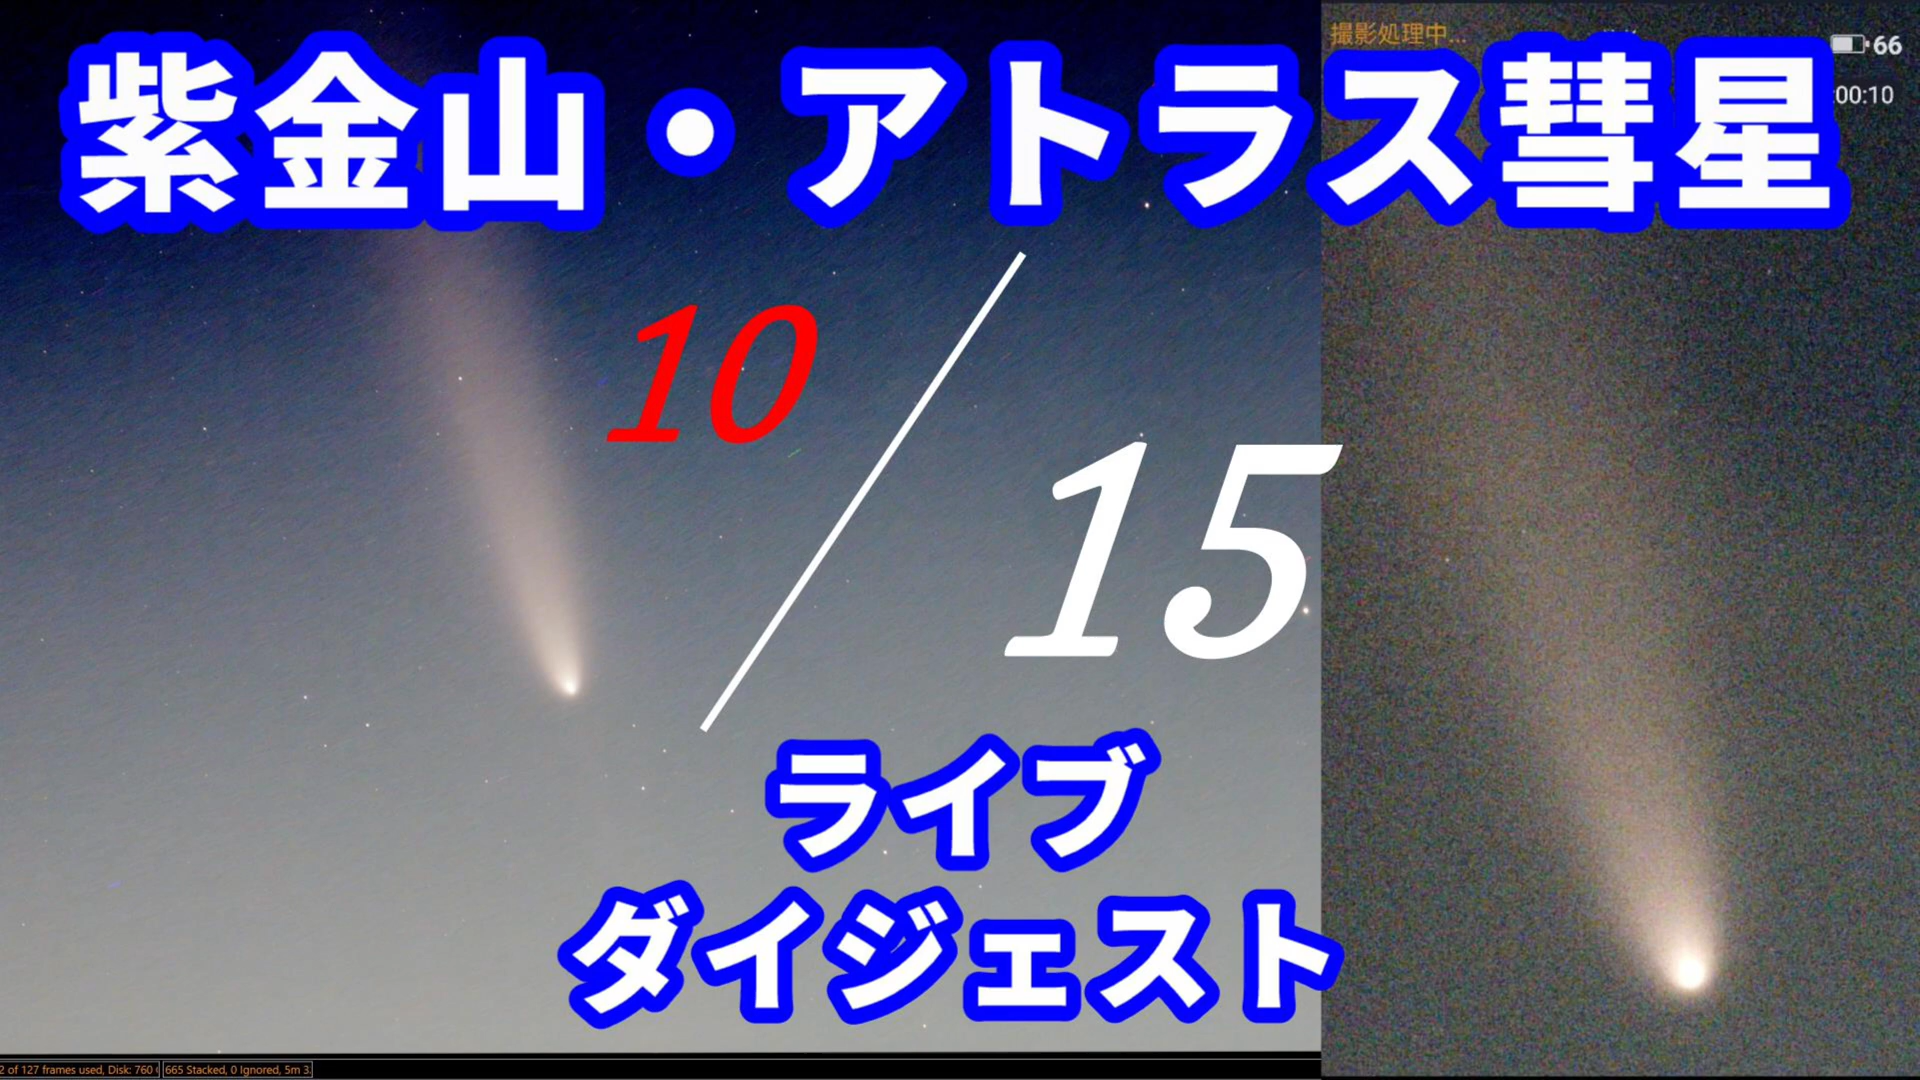 撮影処理中...
66
:00:10
紫金山・アトラス彗星
10/15
ライブ
ダイジェスト
2 of 127 frames used, Disk: 760
665 Stacked, 0 Ignored, 5m 3